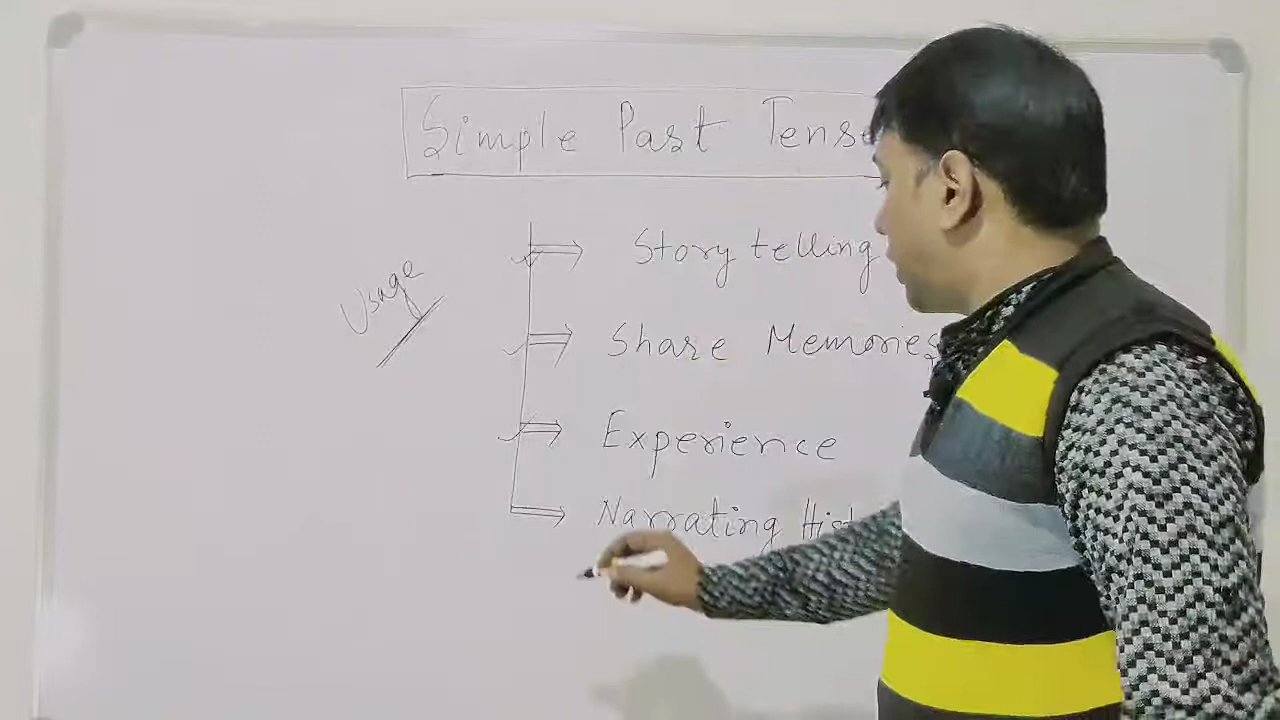 Simple Past Tense
Usage
Story telling
Share Memories
Experience
Narrating